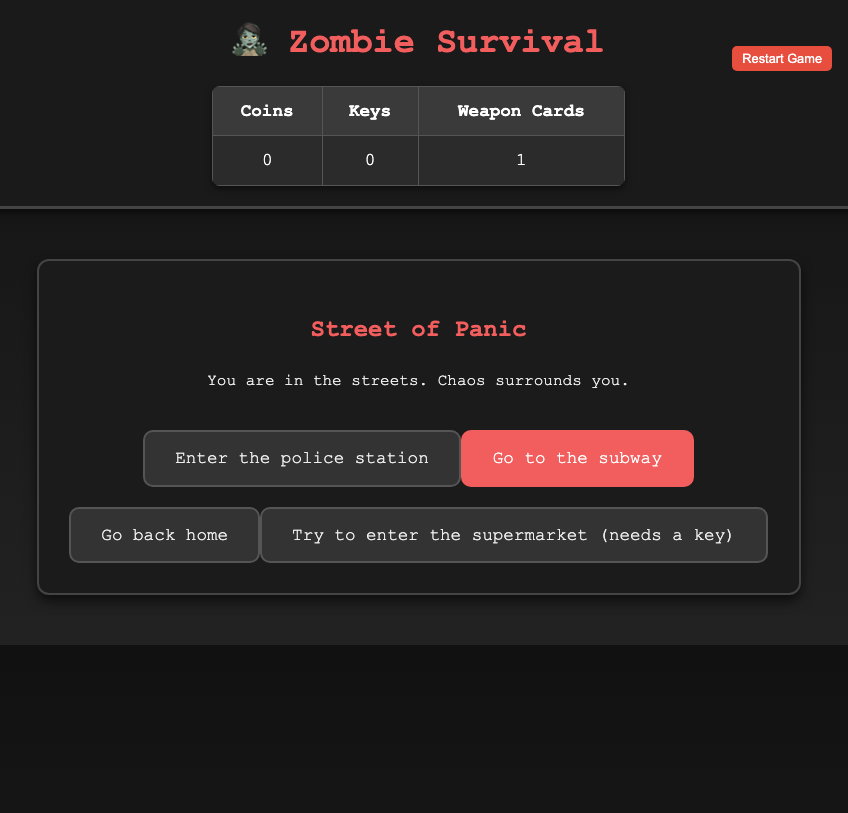 Zombie Survival
Restart Game
Coins Keys Weapon Cards
0 0 1
Street of Panic
You are in the streets. Chaos surrounds you.
Enter the police station Go to the subway
Go back home Try to enter the supermarket (needs a key)